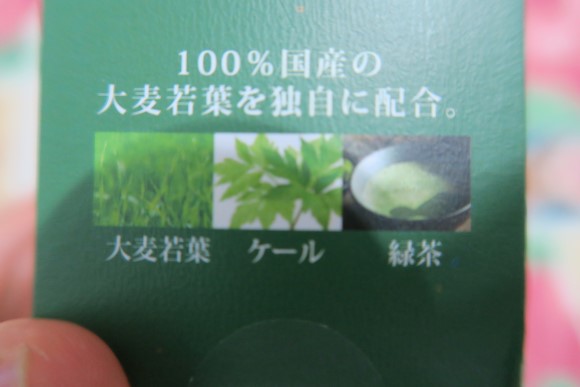 100%国産の
大麦若葉を独自に配合。
大麦若葉 ケール 緑茶